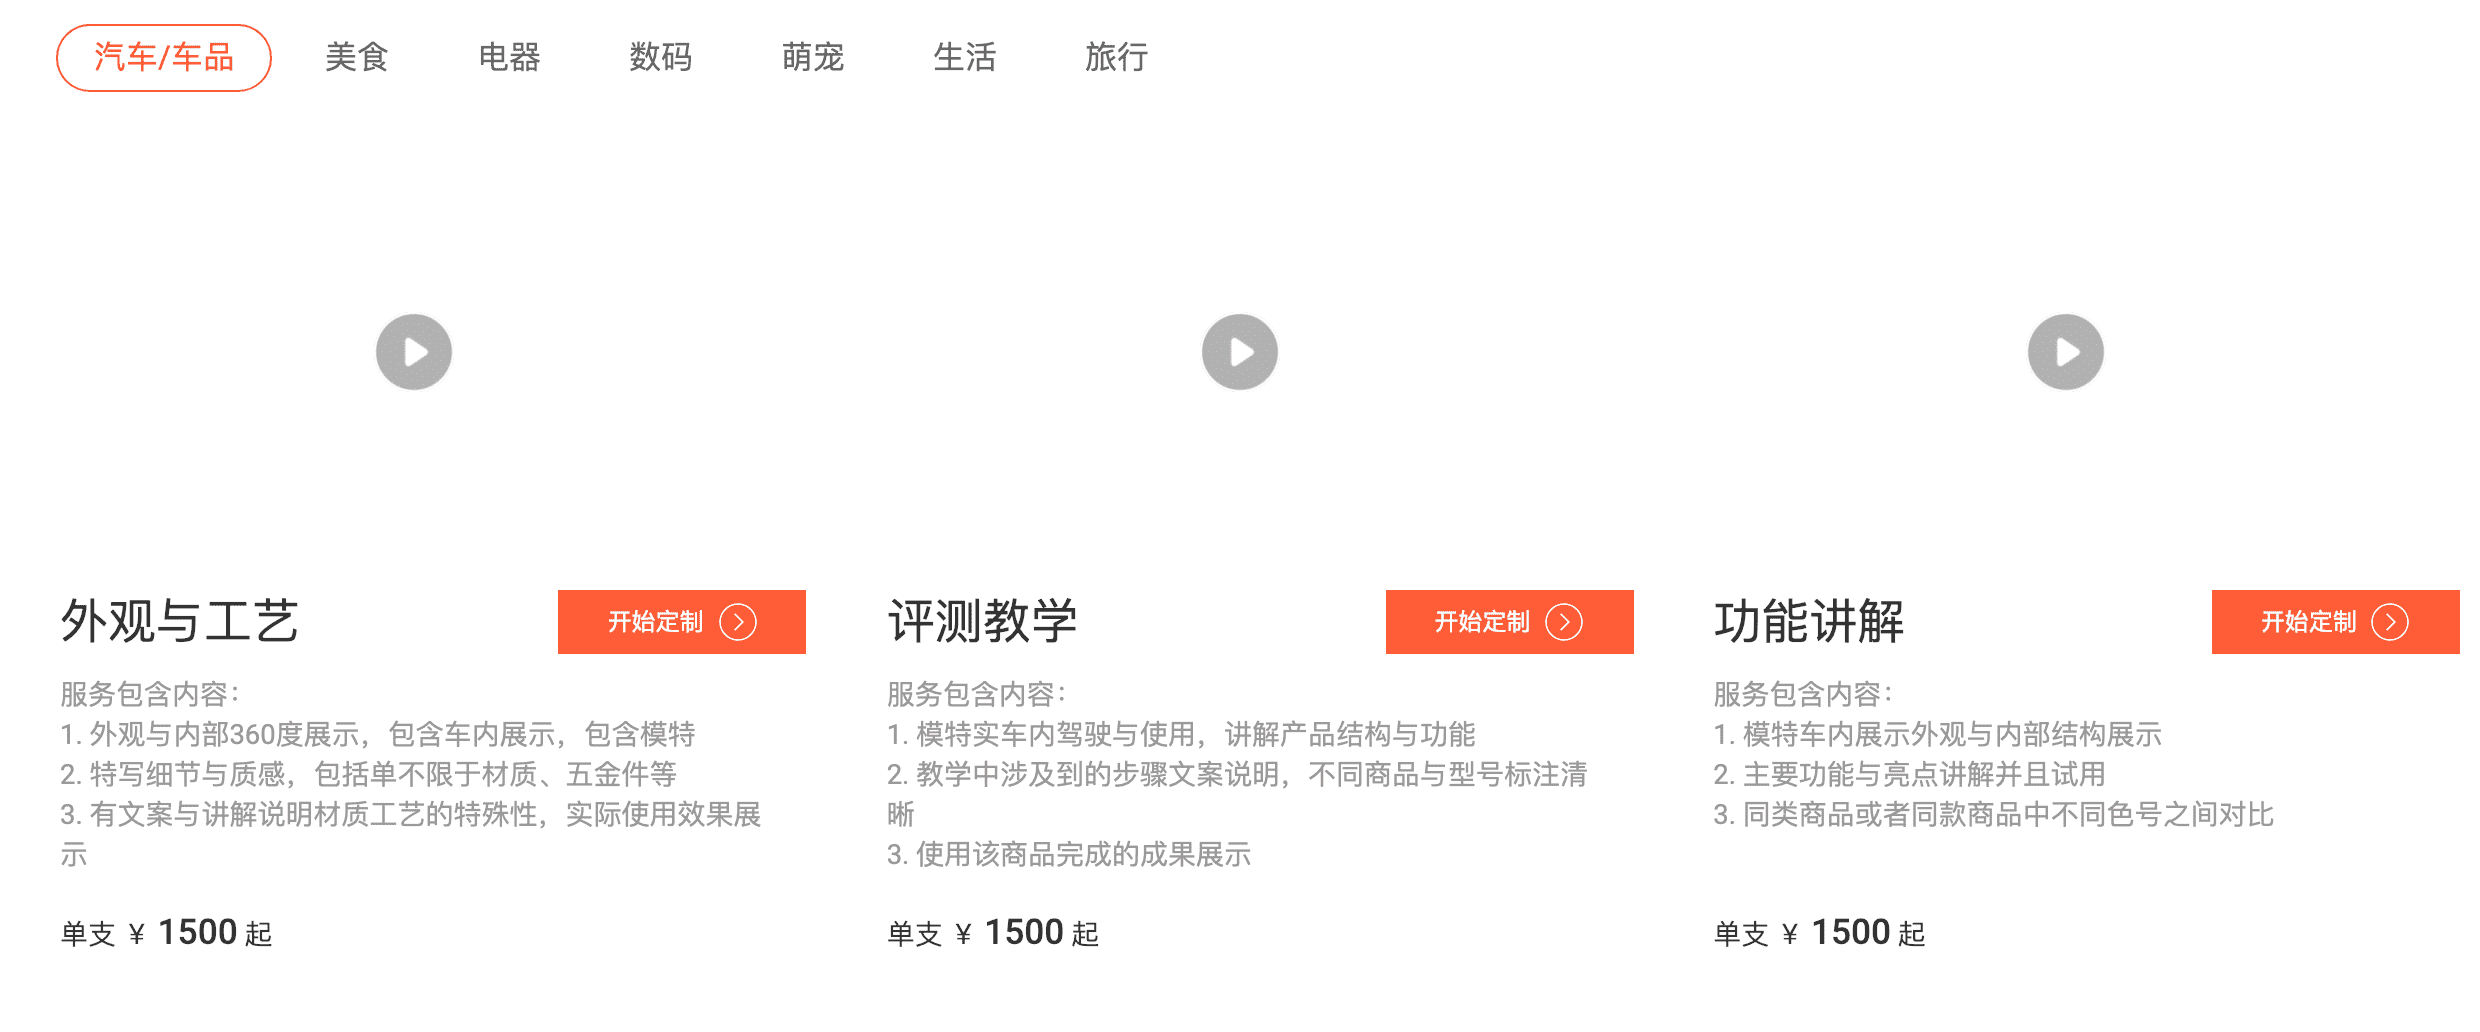 汽车/车品 美食 电器 数码 萌宠 生活 旅行
外观与工艺
开始定制
服务包含内容：
1. 外观与内部360度展示，包含车内展示，包含模特
2. 特写细节与质感，包括单不限于材质、五金件等
3. 有文案与讲解说明材质工艺的特殊性，实际使用效果展
示
单支 ¥ 1500 起
评测教学
开始定制
服务包含内容：
1. 模特实车内驾驶与使用，讲解产品结构与功能
2. 教学中涉及到的步骤文案说明，不同商品与型号标注清
晰
3. 使用该商品完成的成果展示
单支 ¥ 1500 起
功能讲解
开始定制
服务包含内容：
1. 模特车内展示外观与内部结构展示
2. 主要功能与亮点讲解并且试用
3. 同类商品或者同款商品中不同色号之间对比
单支 ¥ 1500 起